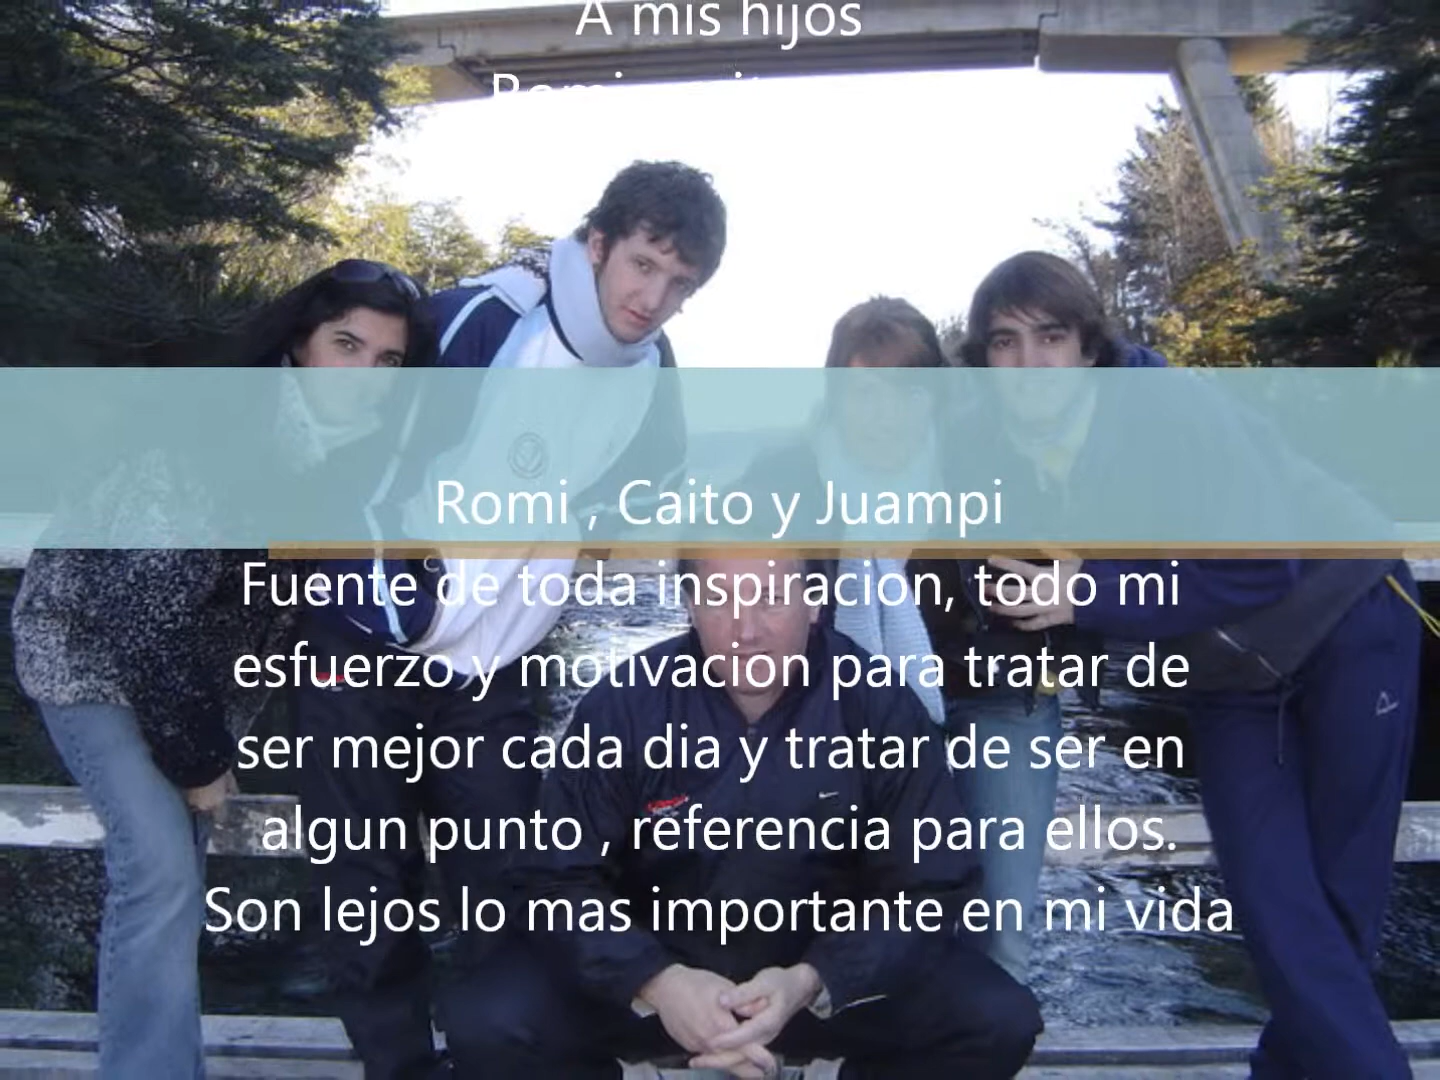 A mis hijos
Romi
Romi , Caito y Juampi
Fuente de toda inspiracion, todo mi
esfuerzo y motivacion para tratar de
ser mejor cada dia y tratar de ser en
algun punto , referencia para ellos.
Son lejos lo mas importante en mi vida